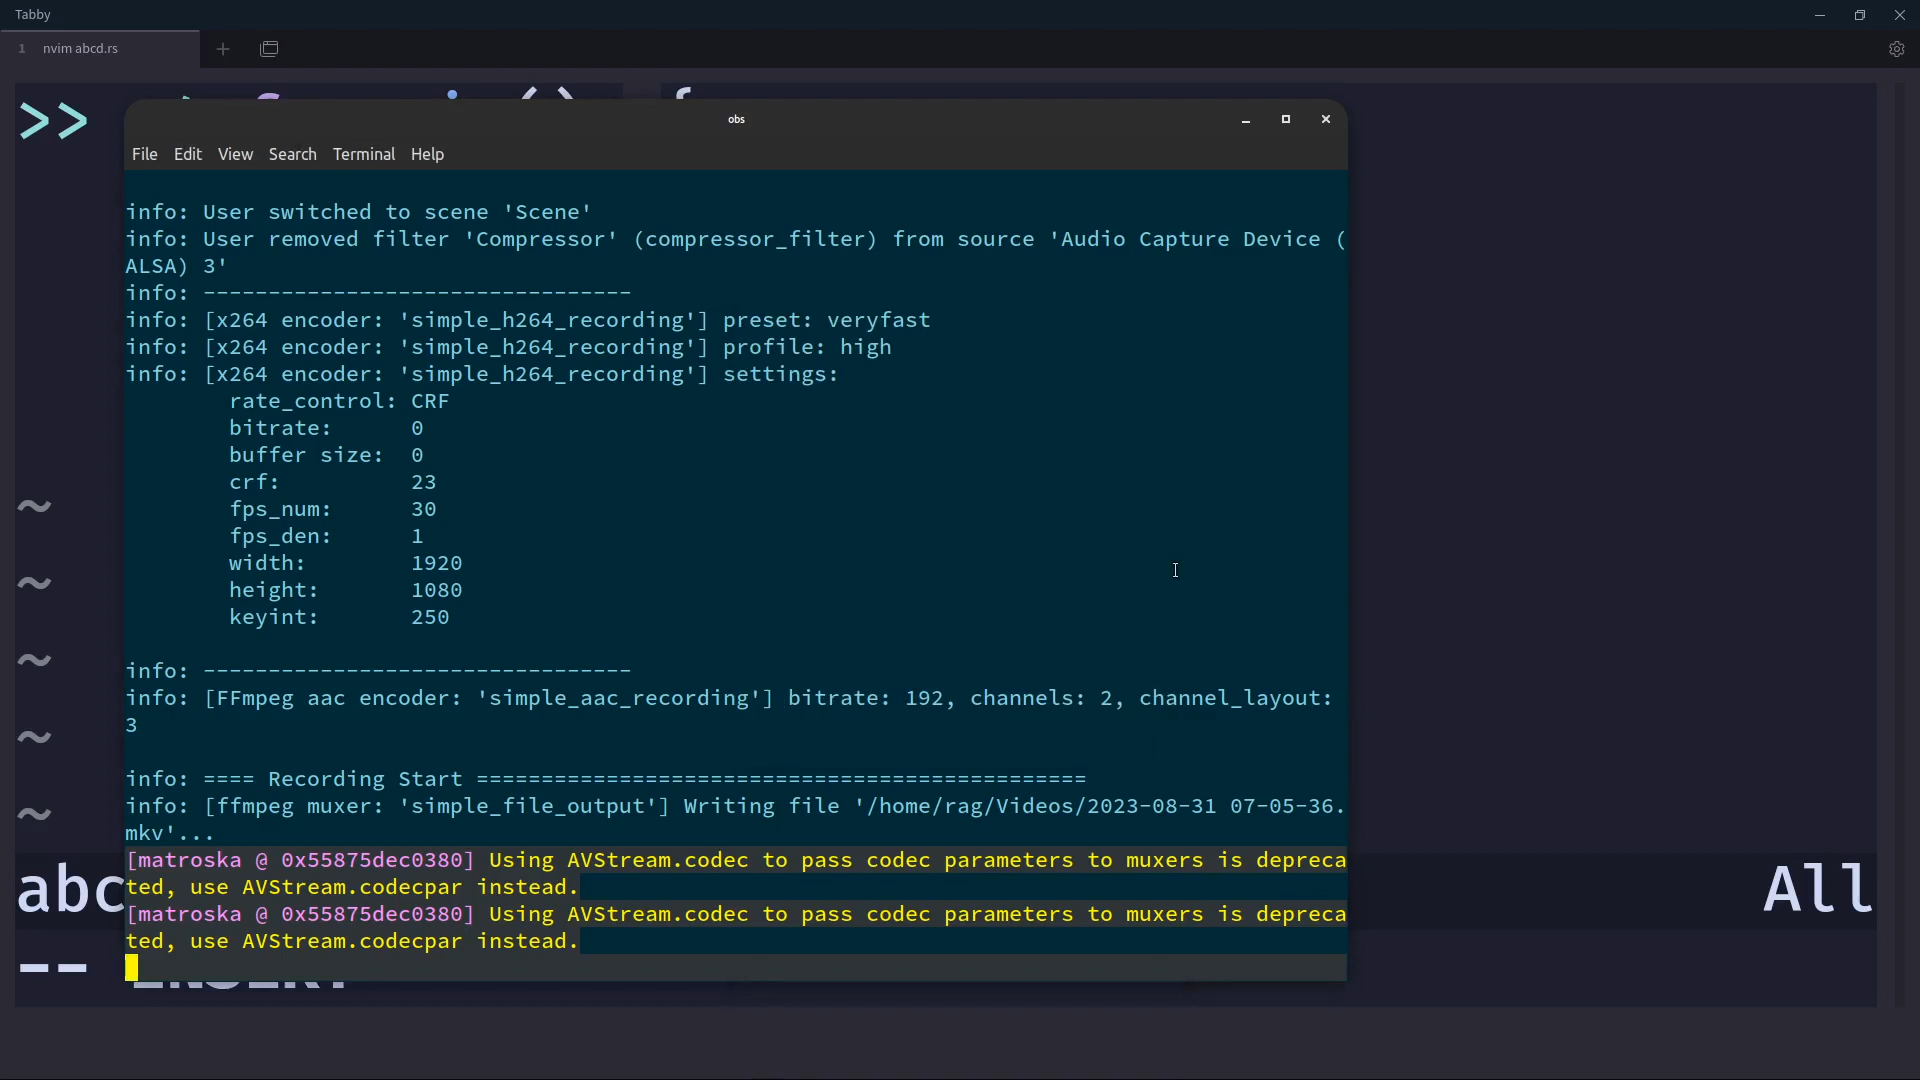 Tabby
1 nvim abcd.rs
>>
obs
File Edit View Search Terminal Help
info: User switched to scene 'Scene'
info: User removed filter 'Compressor' (compressor_filter) from source 'Audio Capture Device (
ALSA) 3'
info: ---------------------------------
info: [x264 encoder: 'simple_h264_recording'] preset: veryfast
info: [x264 encoder: 'simple_h264_recording'] profile: high
info: [x264 encoder: 'simple_h264_recording'] settings:
rate_control: CRF
bitrate: 0
buffer size: 0
crf: 23
fps_num: 30
fps_den: 1
width: 1920
height: 1080
keyint: 250
info: ---------------------------------
info: [FFmpeg aac encoder: 'simple_aac_recording'] bitrate: 192, channels: 2, channel_layout:
3
info: ==== Recording Start ===============================================
info: [ffmpeg muxer: 'simple_file_output'] Writing file '/home/rag/Videos/2023-08-31 07-05-36.
mkv'...
[matroska @ 0x55875dec0380] Using AVStream.codec to pass codec parameters to muxers is depreca
ted, use AVStream.codecpar instead.
[matroska @ 0x55875dec0380] Using AVStream.codec to pass codec parameters to muxers is depreca
ted, use AVStream.codecpar instead.
~
~
~
~
~
abc All
-- INSERT